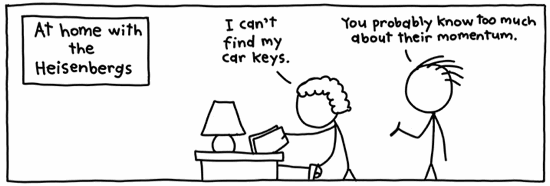 At home with
the
Heisenbergs
I can't
find my
car keys.
You probably know too much
about their momentum.